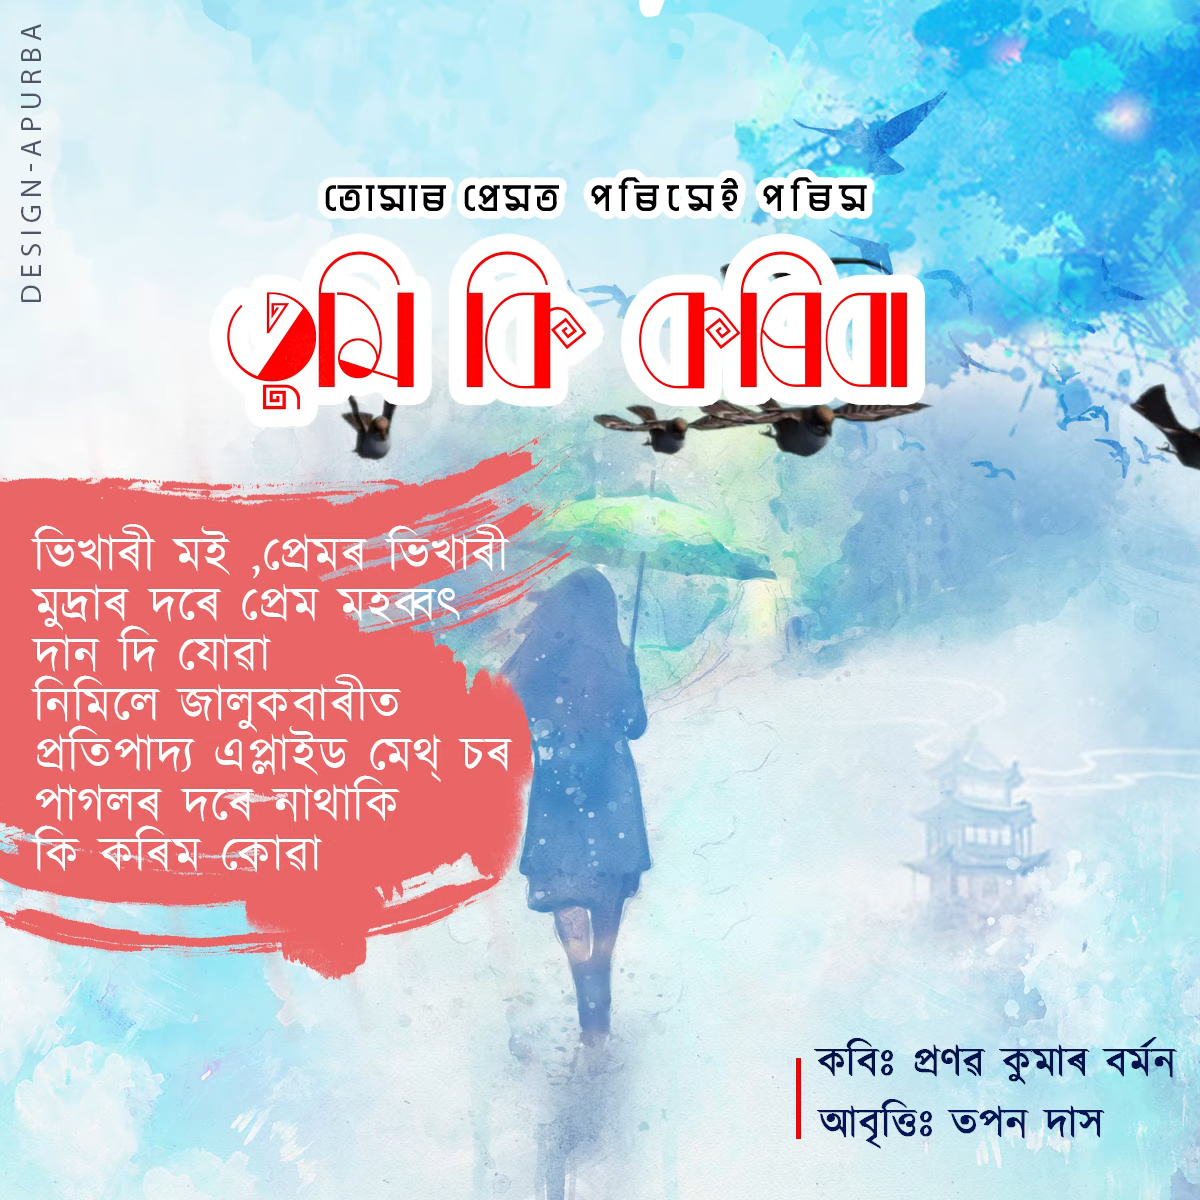 DESIGN-APURBA
তোমাৰ প্ৰেমত পৰিমেই পৰিম
তুমি কি কৰিবা
ভিখাৰী মই ,প্ৰেমৰ ভিখাৰী
মুদ্ৰাৰ দৰে প্ৰেম মহব্বৎ
দান দি যোৱা
নিমিলে জালুকবাৰীত
প্ৰতিপাদ্য এপ্লাইড মেথ্ চৰ
পাগলৰ দৰে নাথাকি
কি কৰিম কোৱা
কবিঃ প্ৰণৱ কুমাৰ বৰ্মন
আবৃত্তিঃ তপন দাস